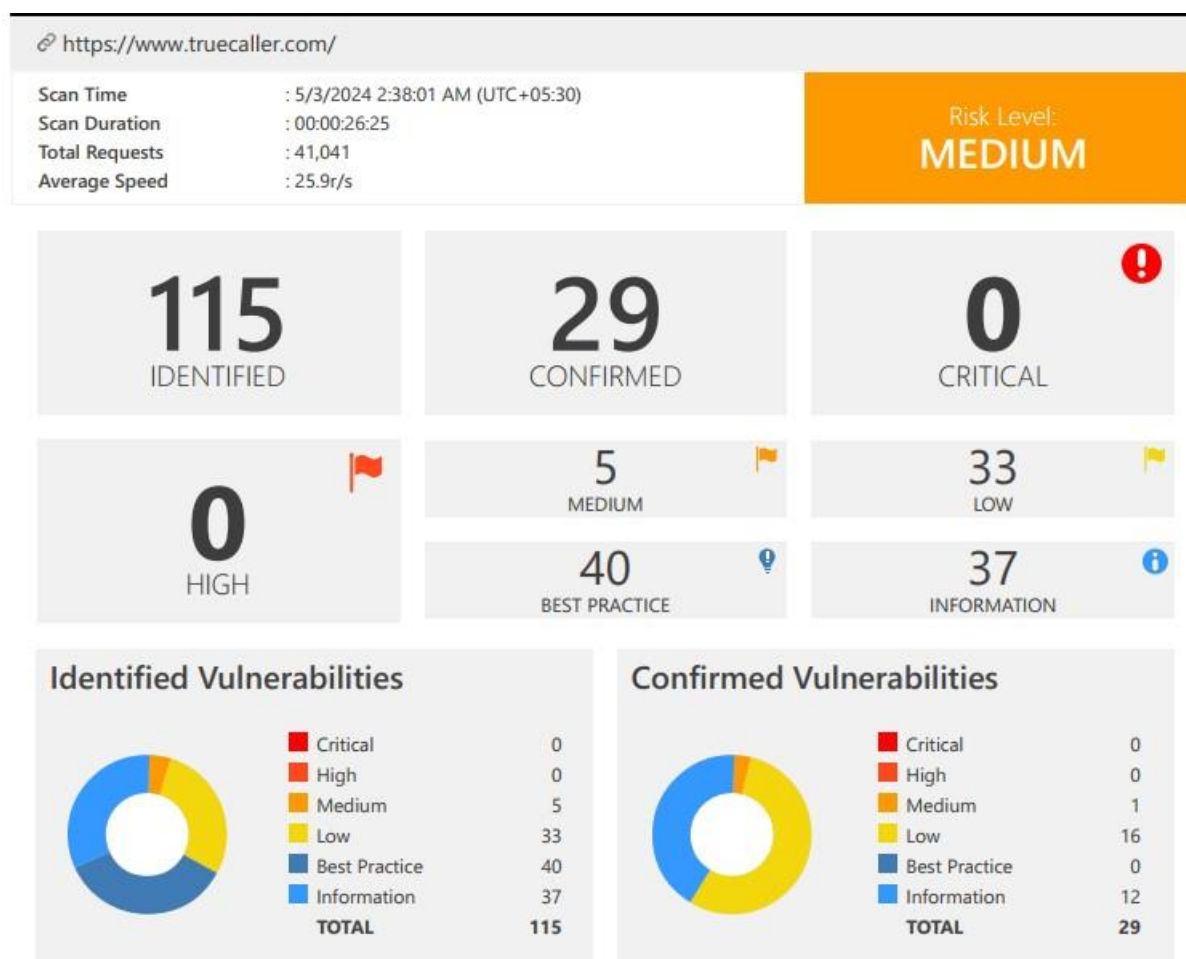 https://www.truecaller.com/
Scan Time : 5/3/2024 2:38:01 AM (UTC+05:30)
Scan Duration : 00:00:26:25
Total Requests : 41,041
Average Speed : 25.9r/s
Risk Level:
MEDIUM
115
IDENTIFIED
29
CONFIRMED
0
CRITICAL
0
HIGH
5
MEDIUM
33
LOW
40
BEST PRACTICE
37
INFORMATION
Identified Vulnerabilities
Critical 0
High 0
Medium 5
Low 33
Best Practice 40
Information 37
TOTAL 115
Confirmed Vulnerabilities
Critical 0
High 0
Medium 1
Low 16
Best Practice 0
Information 12
TOTAL 29